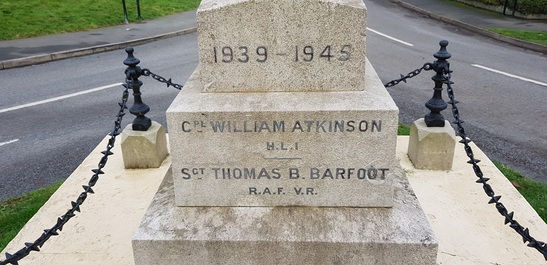 1939 - 1945
CPL WILLIAM ATKINSON
H.L.I
SGT THOMAS B. BARFOOT
R.A.F. V.R.